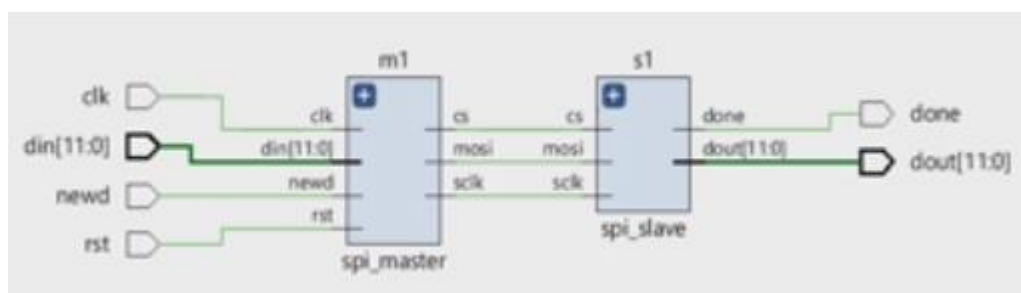 m1
s1
clk
clk
cs
cs
done
done
din[11:0]
din[11:0]
mosi
mosi
dout[11:0]
dout[11:0]
newd
newd
sclk
sclk
rst
rst
spi_master
spi_slave